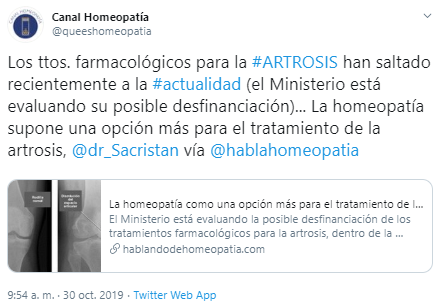 Canal Homeopatía
@queeshomeopatia
Los ttos. farmacológicos para la #ARTROSIS han saltado
recientemente a la #actualidad (el Ministerio está
evaluando su posible desfinanciación)... La homeopatía
supone una opción más para el tratamiento de la
artrosis, @dr_Sacristan vía @hablahomeopatia
La homeopatía como una opción más para el tratamiento de l...
El Ministerio está evaluando la posible desfinanciación de los
tratamientos farmacológicos para la artrosis, dentro de la ...
hablandodehomeopatia.com
9:54 a. m. · 30 oct. 2019 · Twitter Web App